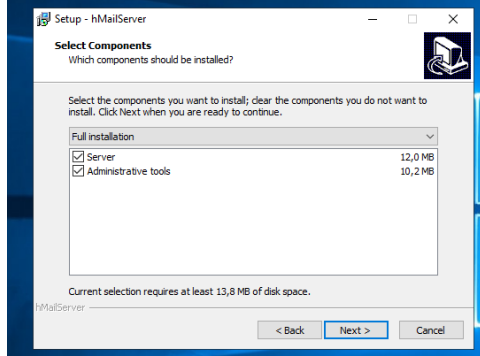 Setup - hMailServer
Select Components
Which components should be installed?
Select the components you want to install; clear the components you do not want to
install. Click Next when you are ready to continue.
Full installation
Server 12,0 MB
Administrative tools 10,2 MB
Current selection requires at least 13,8 MB of disk space.
hMailServer
< Back Next > Cancel